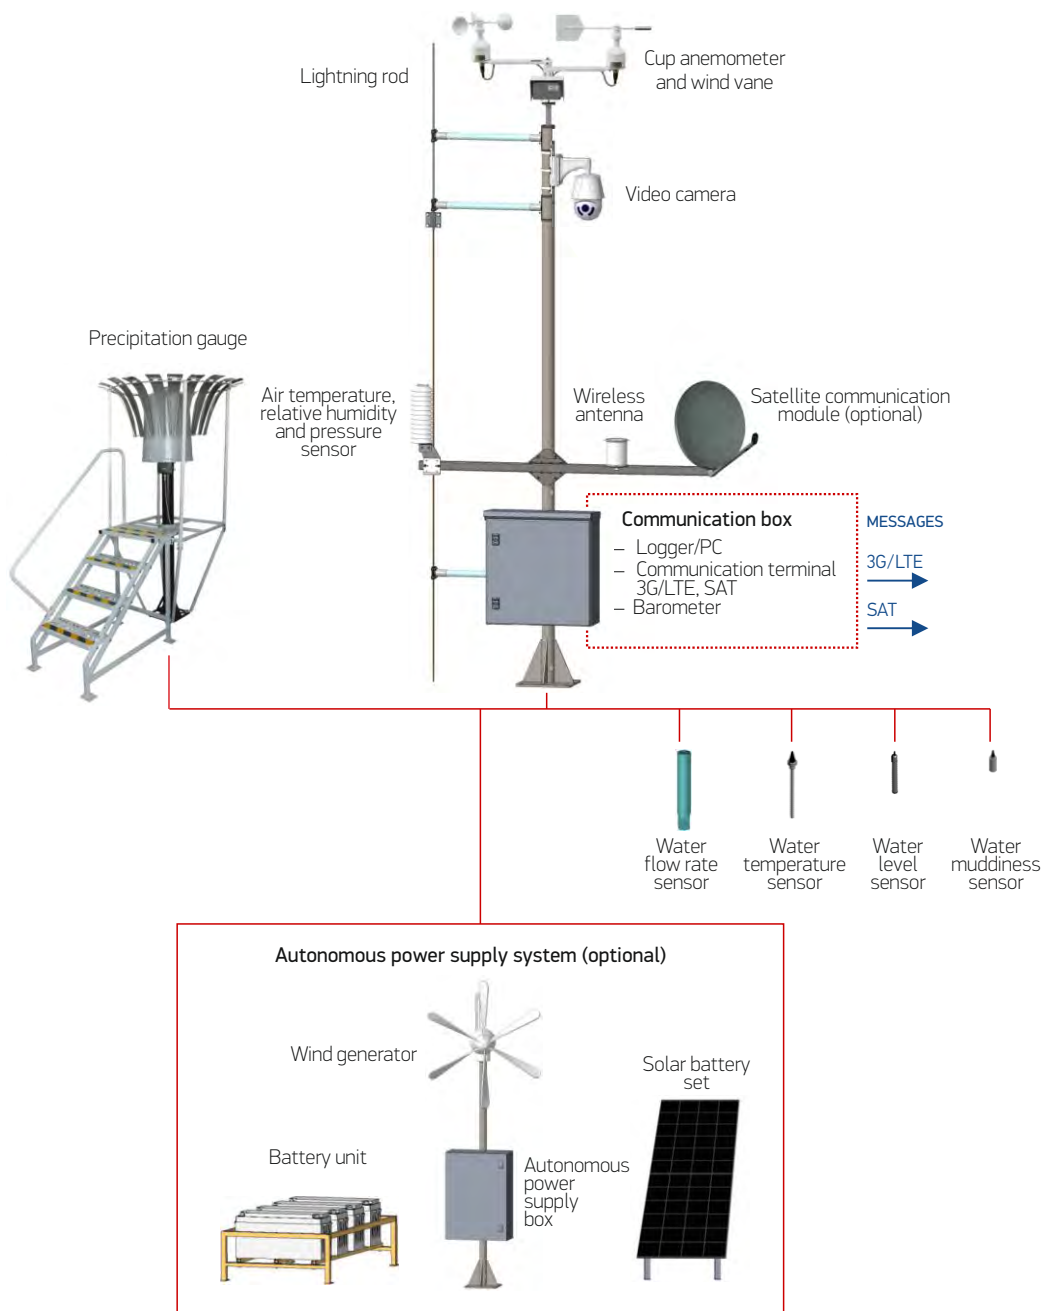 Lightning rod
Cup anemometer
and wind vane
Video camera
Precipitation gauge
Air temperature,
relative humidity
and pressure
sensor
Wireless
antenna
Satellite communication
module (optional)
Communication box
– Logger/PC
– Communication terminal
3G/LTE, SAT
– Barometer
MESSAGES
3G/LTE
SAT
Water
flow rate
sensor
Water
temperature
sensor
Water
level
sensor
Water
muddiness
sensor
Autonomous power supply system (optional)
Wind generator
Solar battery
set
Battery unit
Autonomous
power
supply
box